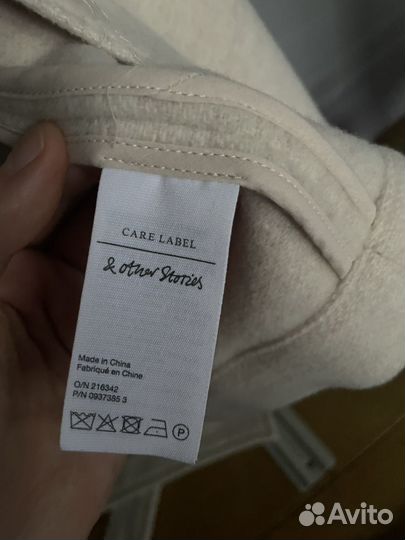 CARE LABEL
& other Stories
Made in China
Fabriqué en Chine
O/N 216342
P/N 0937385 3
P
Avito